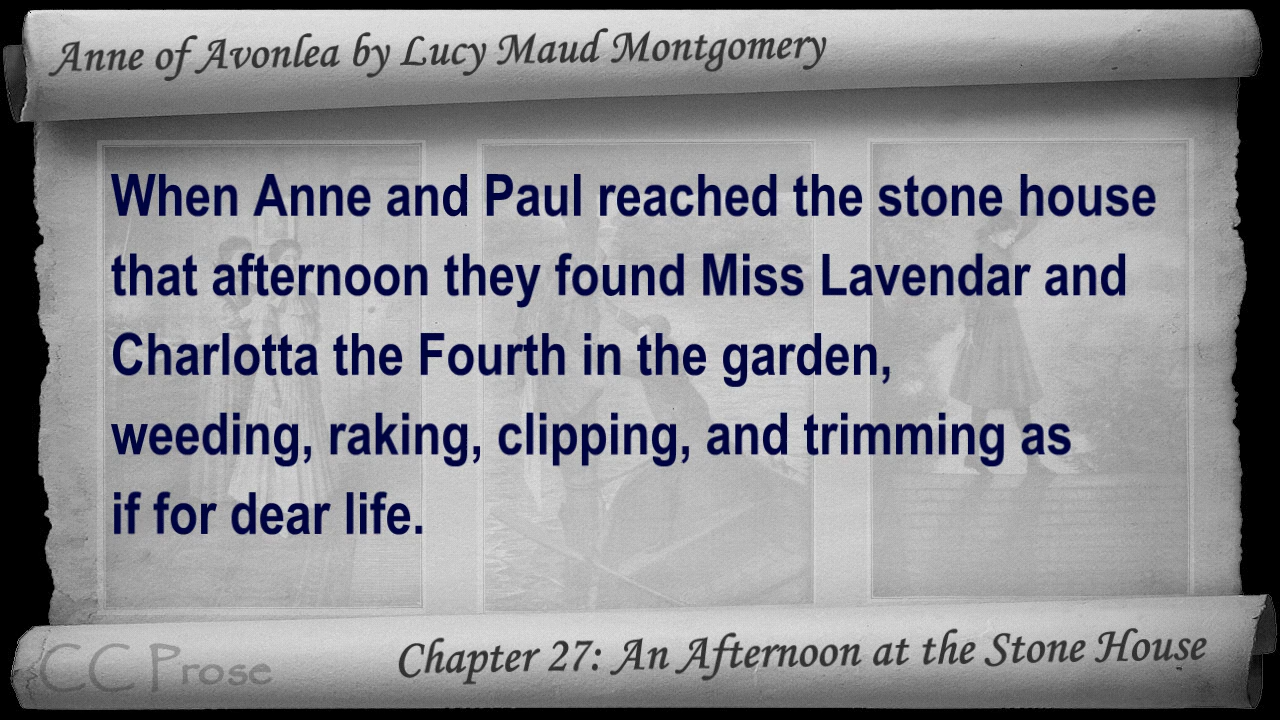 Anne of Avonlea by Lucy Maud Montgomery
When Anne and Paul reached the stone house
that afternoon they found Miss Lavendar and
Charlotta the Fourth in the garden,
weeding, raking, clipping, and trimming as
if for dear life.
CC Prose
Chapter 27: An Afternoon at the Stone House